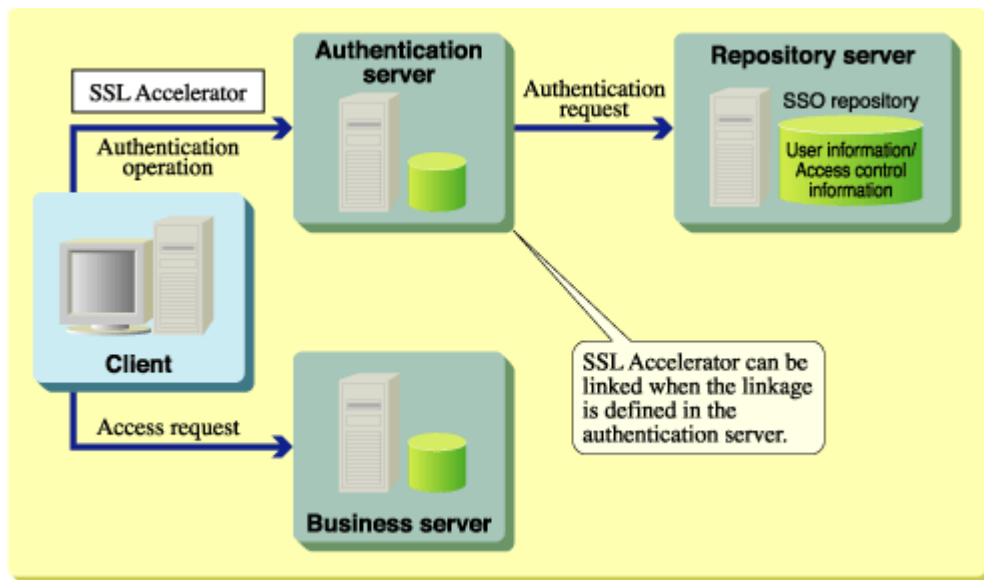 Authentication
server
Repository server
SSL Accelerator
Authentication
request
SSO repository
Authentication
operation
User information/
Access control
information
Client
SSL Accelerator can be
linked when the linkage
is defined in the
authentication server.
Access request
Business server